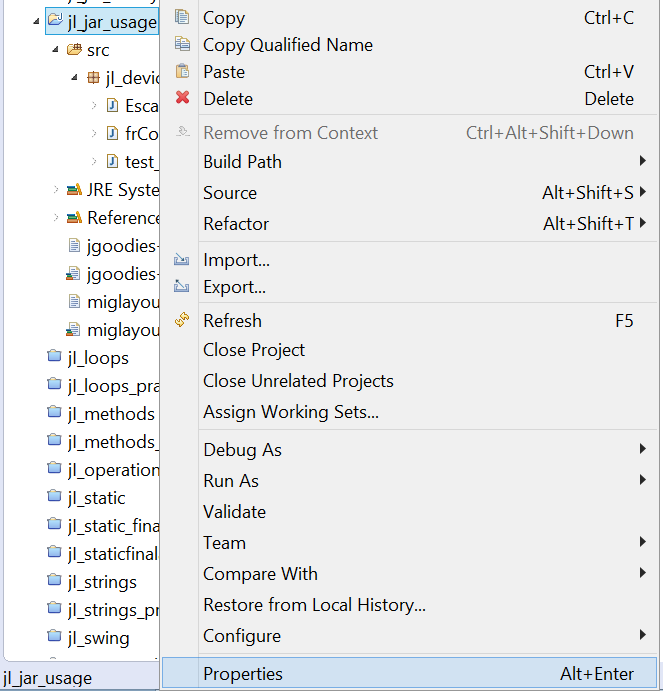 jl_jar_usage
src
jl_devic
Esca
frCo
test_
JRE Syste
Reference
jgoodies-
jgoodies-
miglayou
miglayou
jl_loops
jl_loops_pra
jl_methods
jl_methods_
jl_operation
jl_static
jl_static_fina
jl_staticfinal
jl_strings
jl_strings_pr
jl_swing
jl_jar_usage
Copy Ctrl+C
Copy Qualified Name
Paste Ctrl+V
Delete Delete
Remove from Context Ctrl+Alt+Shift+Down
Build Path
Source Alt+Shift+S
Refactor Alt+Shift+T
Import...
Export...
Refresh F5
Close Project
Close Unrelated Projects
Assign Working Sets...
Debug As
Run As
Validate
Team
Compare With
Restore from Local History...
Configure
Properties Alt+Enter